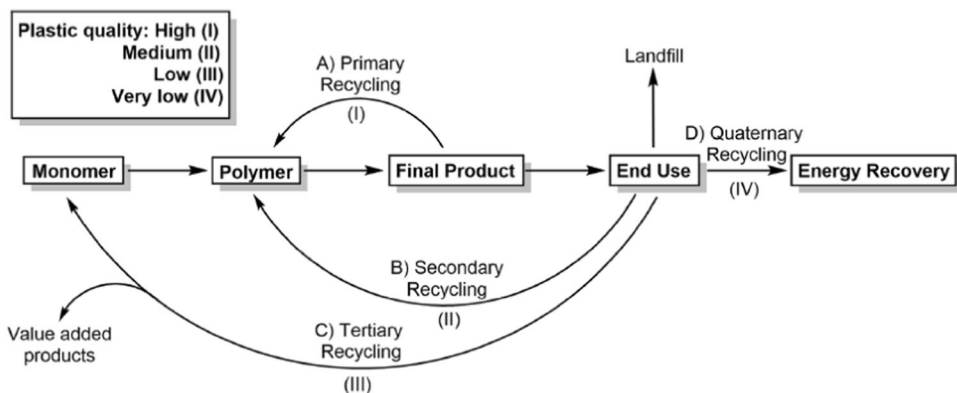 Plastic quality: High (I)
Medium (II)
Low (III)
Very low (IV)
A) Primary
Recycling
(I)
Landfill
D) Quaternary
Recycling
(IV)
Monomer
Polymer
Final Product
End Use
Energy Recovery
B) Secondary
Recycling
(II)
Value added
products
C) Tertiary
Recycling
(III)